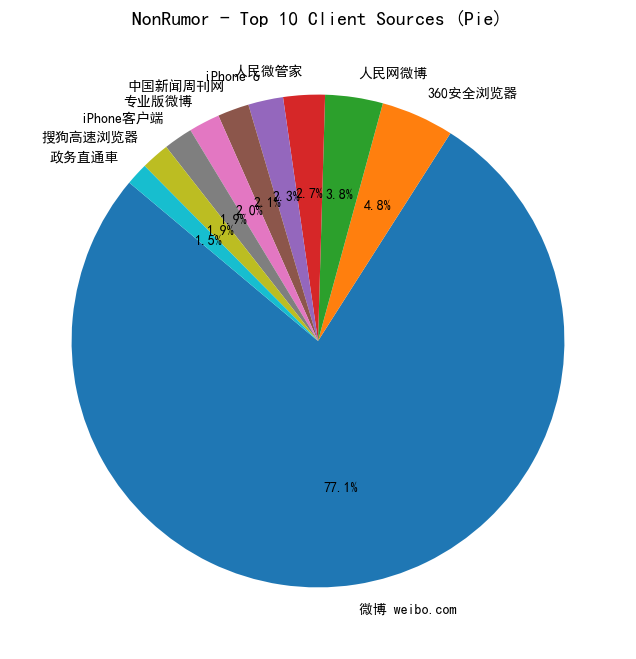 NonRumor - Top 10 Client Sources (Pie)
人民微管家
iPhone 6
人民网微博
中国新闻周刊网
360安全浏览器
专业版微博
iPhone客户端
搜狗高速浏览器
政务直通車
2.7%
3.8%
2.3%
2.1%
4.8%
2.0%
1.9%
1.9%
1.5%
77.1%
微博 weibo.com